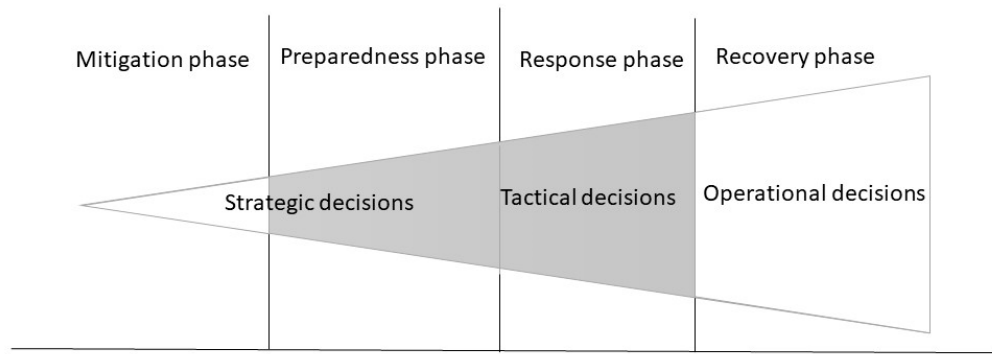 Mitigation phase
Preparedness phase
Response phase
Recovery phase
Strategic decisions
Tactical decisions
Operational decisions